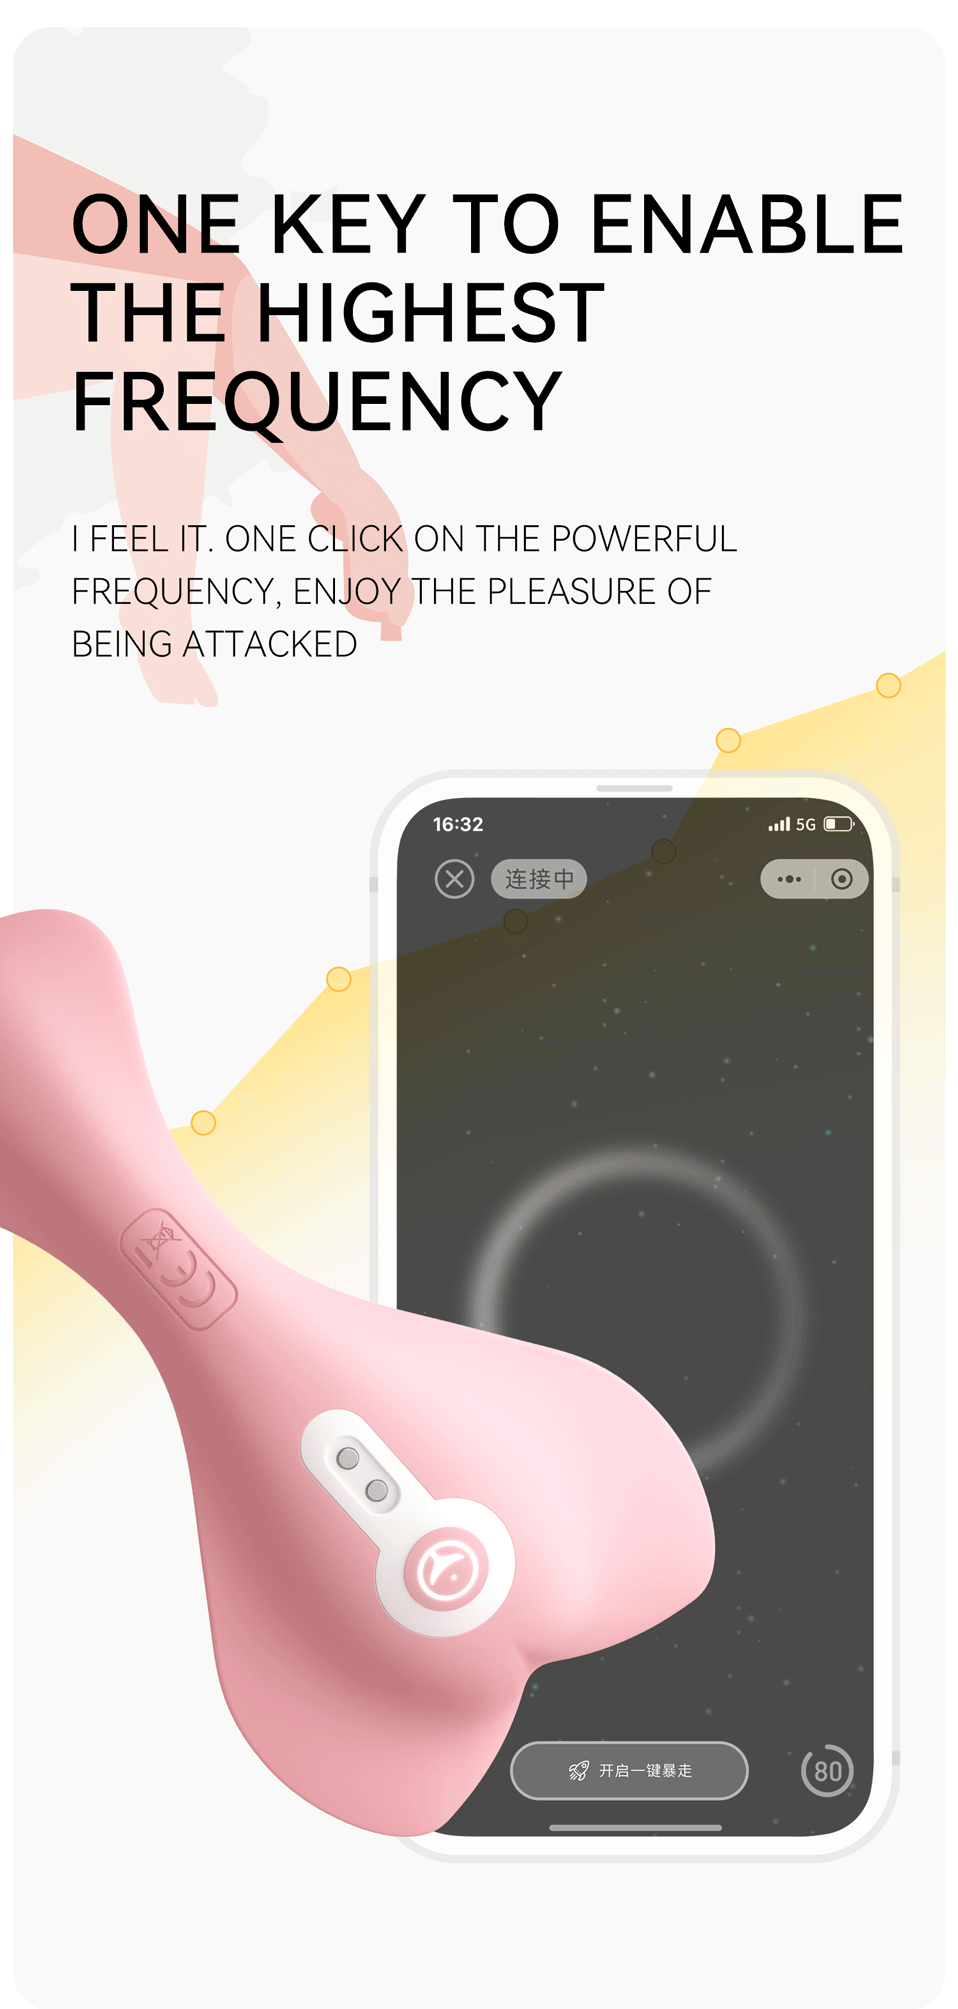 ONE KEY TO ENABLE
THE HIGHEST
FREQUENCY
I FEEL IT. ONE CLICK ON THE POWERFUL
FREQUENCY, ENJOY THE PLEASURE OF
BEING ATTACKED
16:32 5G
连接中
CE
开启一键暴走 80